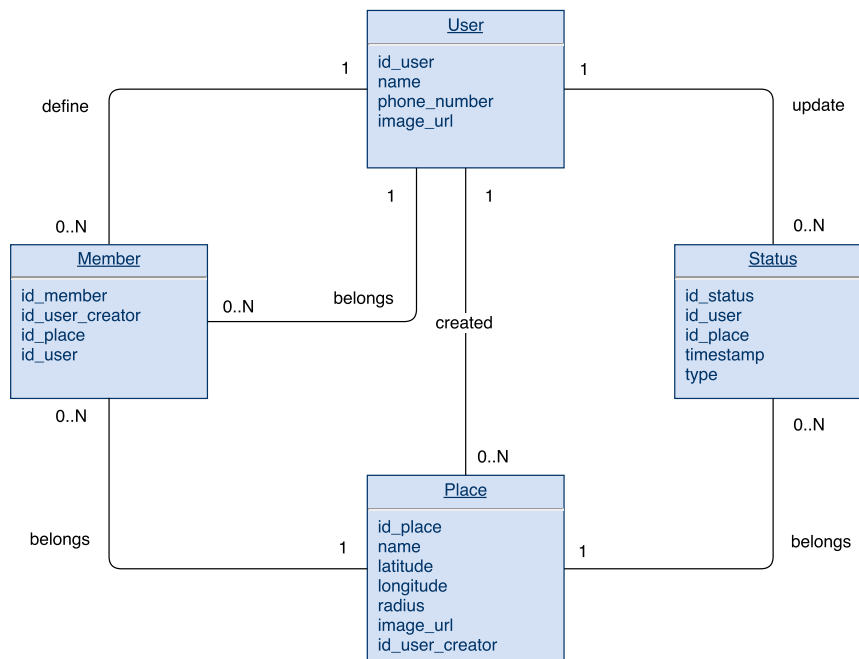 User
id_user
name
phone_number
image_url
1
1
define
update
1
1
0..N
0..N
Member
id_member
id_user_creator
id_place
id_user
Status
id_status
id_user
id_place
timestamp
type
0..N
belongs
created
0..N
0..N
0..N
Place
id_place
name
latitude
longitude
radius
image_url
id_user_creator
belongs
1
1
belongs